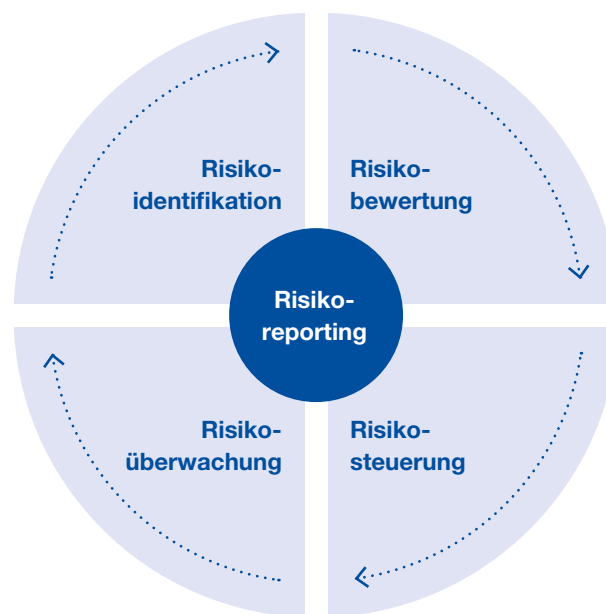 Risiko-
identifikation
Risiko-
bewertung
Risiko-
reporting
Risiko-
überwachung
Risiko-
steuerung